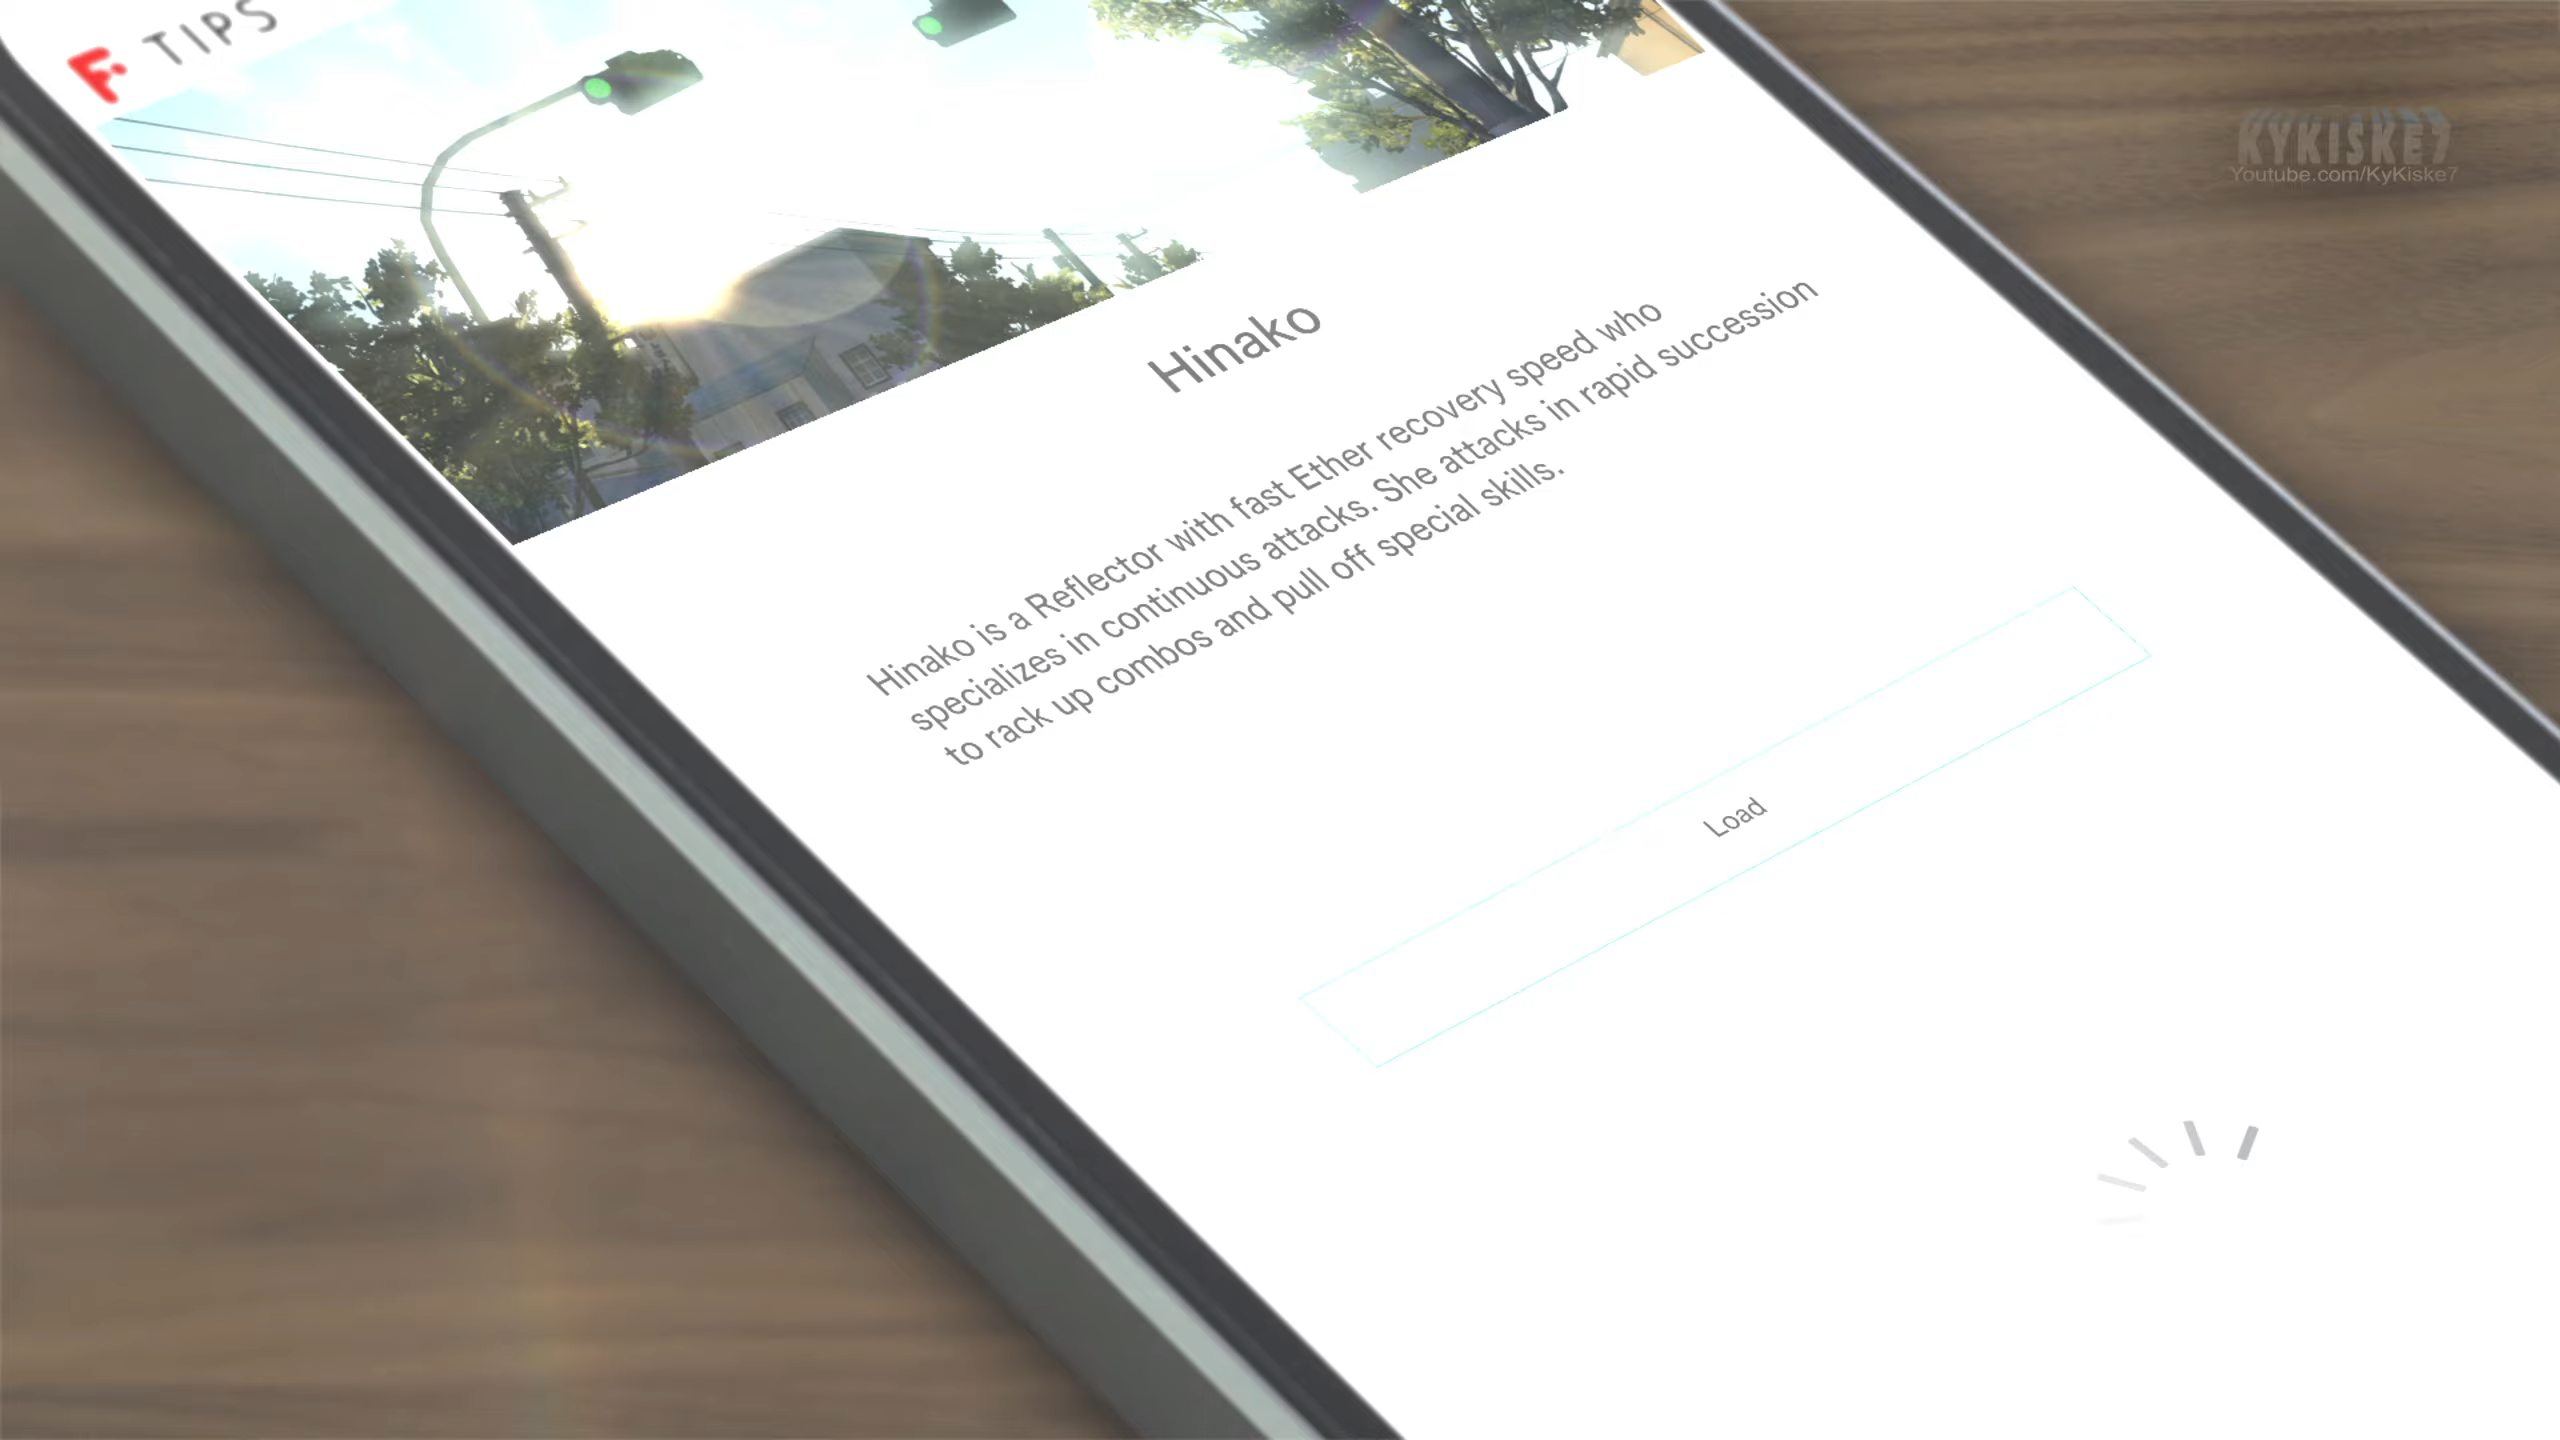 TIPS
KYKISKE7
Youtube.com/KyKiske7
Hinako
Hinako is a Reflector with fast Ether recovery speed who
specializes in continuous attacks. She attacks in rapid succession
to rack up combos and pull off special skills.
Load